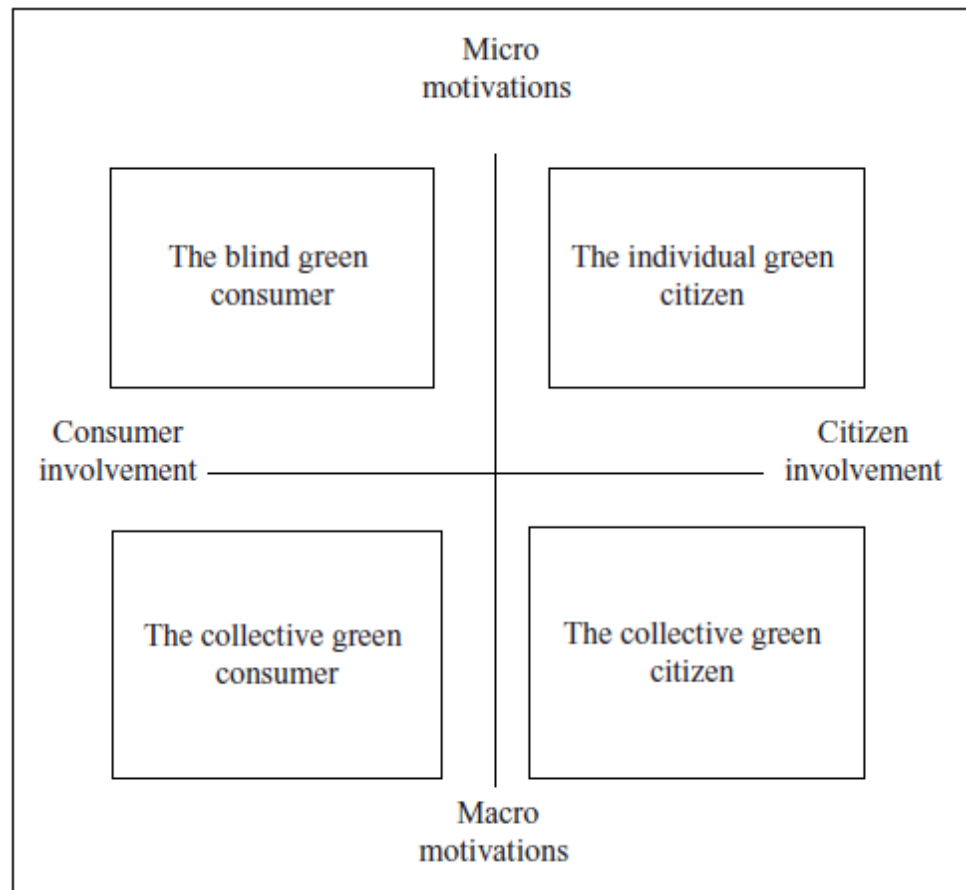 Micro
motivations
The blind green
consumer
The individual green
citizen
Consumer
involvement
Citizen
involvement
The collective green
consumer
The collective green
citizen
Macro
motivations